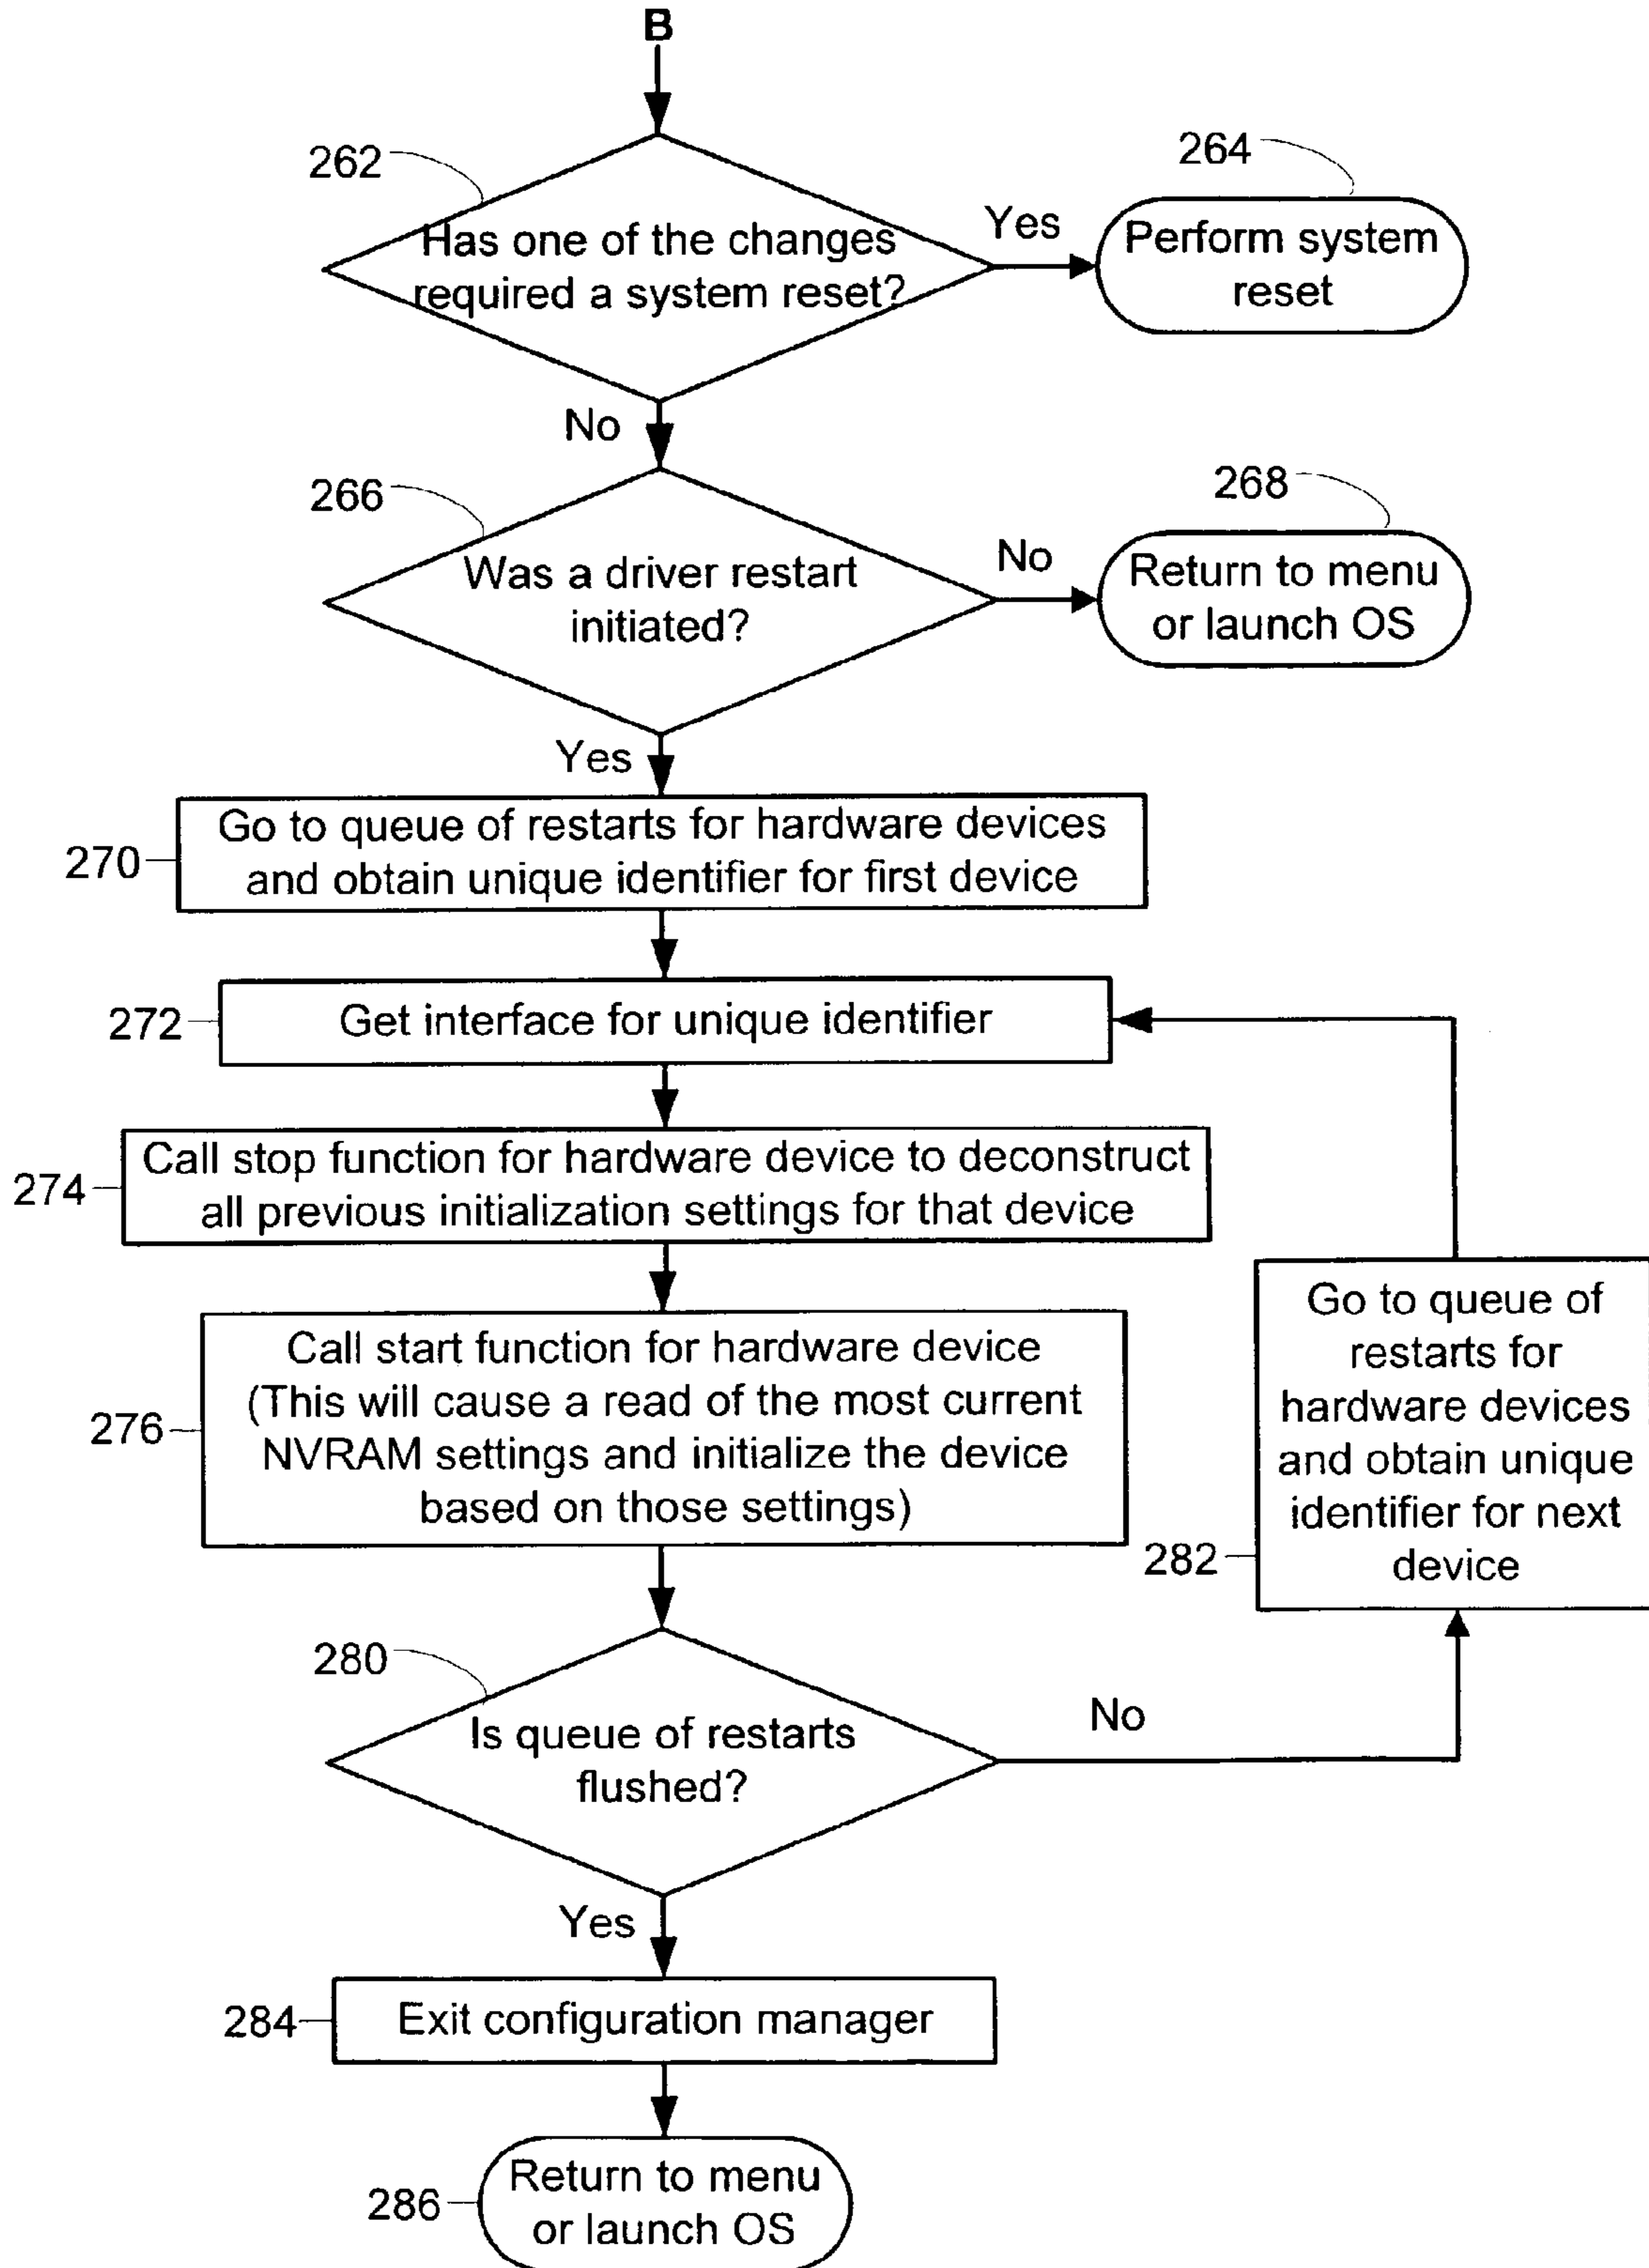 B
262
Has one of the changes
required a system reset?
Yes
264
Perform system
reset
No
266
Was a driver restart
initiated?
No
268
Return to menu
or launch OS
Yes
270
Go to queue of restarts for hardware devices
and obtain unique identifier for first device
272
Get interface for unique identifier
274
Call stop function for hardware device to deconstruct
all previous initialization settings for that device
276
Call start function for hardware device
(This will cause a read of the most current
NVRAM settings and initialize the device
based on those settings)
282
Go to queue of
restarts for
hardware devices
and obtain unique
identifier for next
device
280
Is queue of restarts
flushed?
No
Yes
284
Exit configuration manager
286
Return to menu
or launch OS